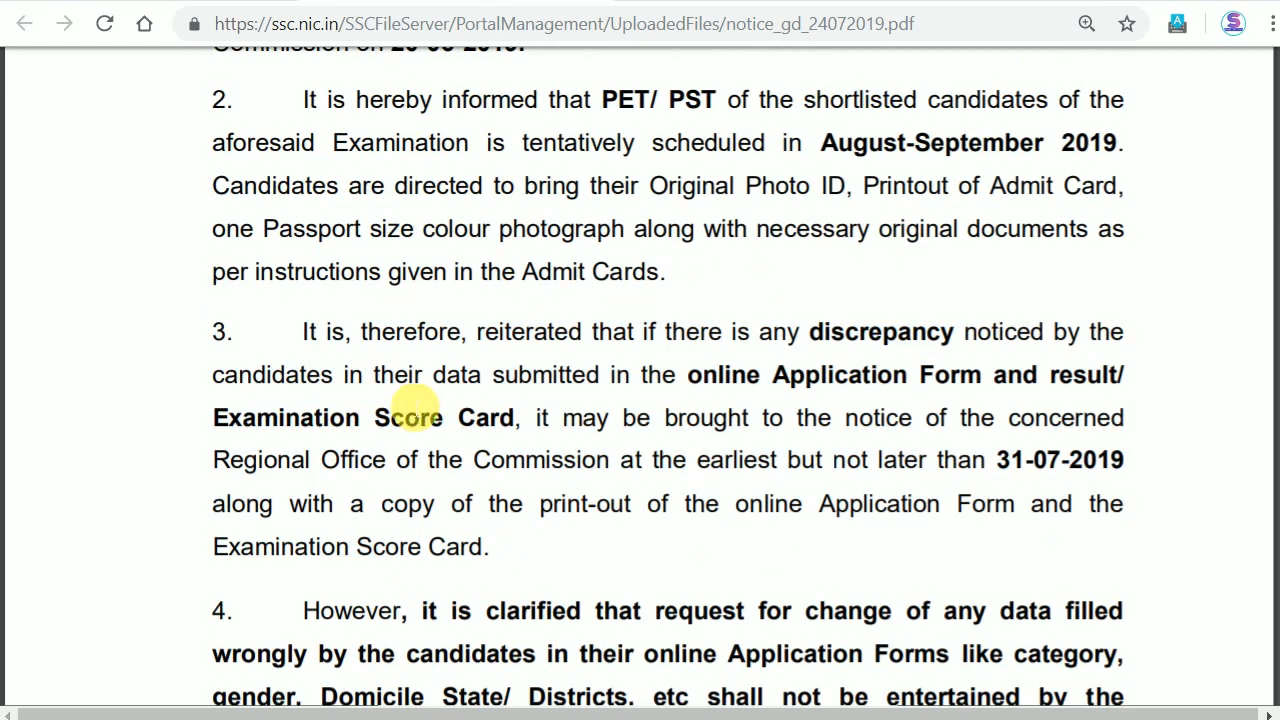 https://ssc.nic.in/SSCFileServer/PortalManagement/UploadedFiles/notice_gd_24072019.pdf
Commission on 20-06-2019.
2. It is hereby informed that PET/ PST of the shortlisted candidates of the
aforesaid Examination is tentatively scheduled in August-September 2019.
Candidates are directed to bring their Original Photo ID, Printout of Admit Card,
one Passport size colour photograph along with necessary original documents as
per instructions given in the Admit Cards.
3. It is, therefore, reiterated that if there is any discrepancy noticed by the
candidates in their data submitted in the online Application Form and result/
Examination Score Card, it may be brought to the notice of the concerned
Regional Office of the Commission at the earliest but not later than 31-07-2019
along with a copy of the print-out of the online Application Form and the
Examination Score Card.
4. However, it is clarified that request for change of any data filled
wrongly by the candidates in their online Application Forms like category,
gender, Domicile State/ Districts, etc shall not be entertained by the